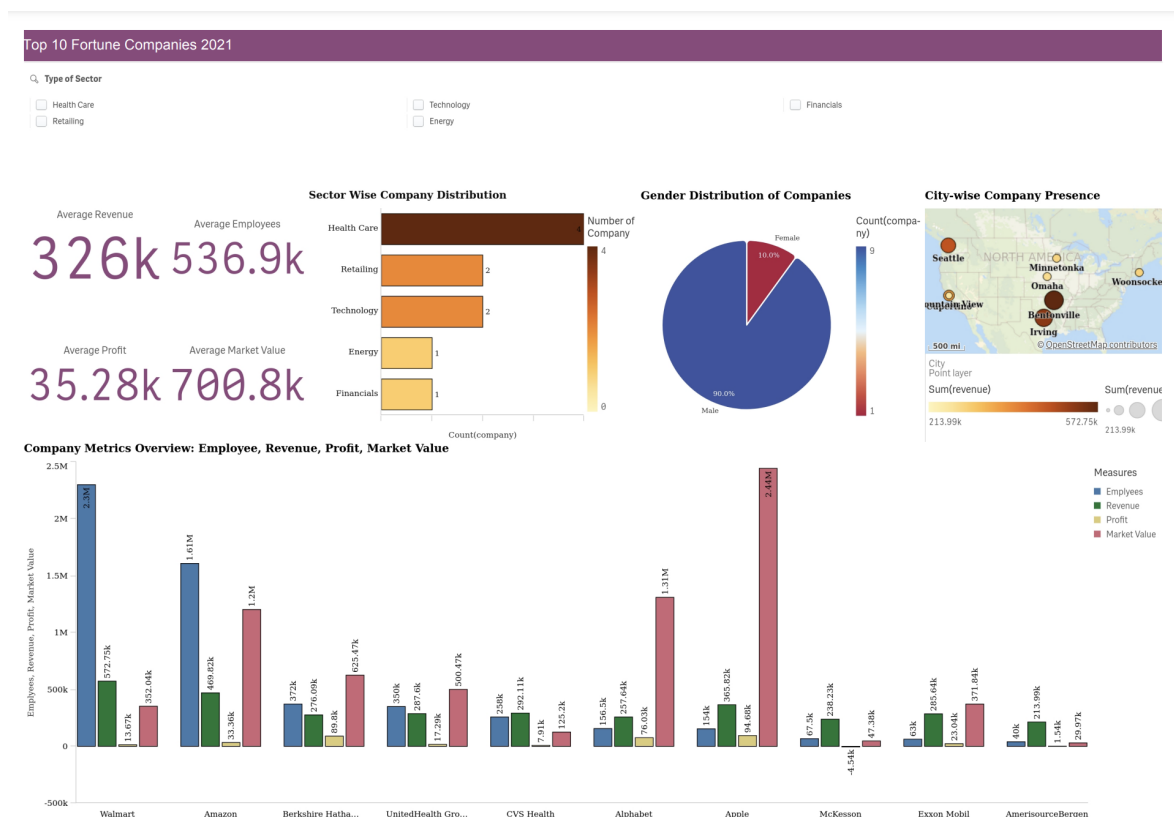 Top 10 Fortune Companies 2021
Type of Sector
Health Care
Technology
Financials
Retailing
Energy
Average Revenue
326k
Average Employees
536.9k
Average Profit
35.28k
Average Market Value
700.8k
Sector Wise Company Distribution
Health Care
4
Retailing
2
Technology
2
Energy
1
Financials
1
Count(company)
Number of
Company
4
0
Gender Distribution of Companies
Female
10.0%
90.0%
Male
Count(compa-
ny)
9
1
City-wise Company Presence
NORTH AMERICA
Seattle
Minnetonka
Omaha
Woonsocke
Bentonville
Irving
500 mi
© OpenStreetMap contributors
City
Point layer
Sum(revenue)
213.99k
572.75k
Sum(revenue
213.99k
Company Metrics Overview: Employee, Revenue, Profit, Market Value
Emplyees, Revenue, Profit, Market Value
2.5M
2M
1.5M
1M
500k
0
-500k
2.3M
572.75k
13.67k
352.04k
1.61M
469.82k
33.36k
1.2M
372k
276.09k
89.8k
625.47k
350k
287.6k
17.29k
500.47k
258k
292.11k
7.91k
125.2k
156.5k
257.64k
76.03k
1.31M
154k
365.82k
94.68k
2.44M
67.5k
238.23k
-4.54k
47.38k
63k
285.64k
23.04k
371.84k
40k
213.99k
1.54k
29.97k
Walmart
Amazon
Berkshire Hatha...
UnitedHealth Gro...
CVS Health
Alphabet
Apple
McKesson
Exxon Mobil
AmerisourceBergen
Measures
Emplyees
Revenue
Profit
Market Value